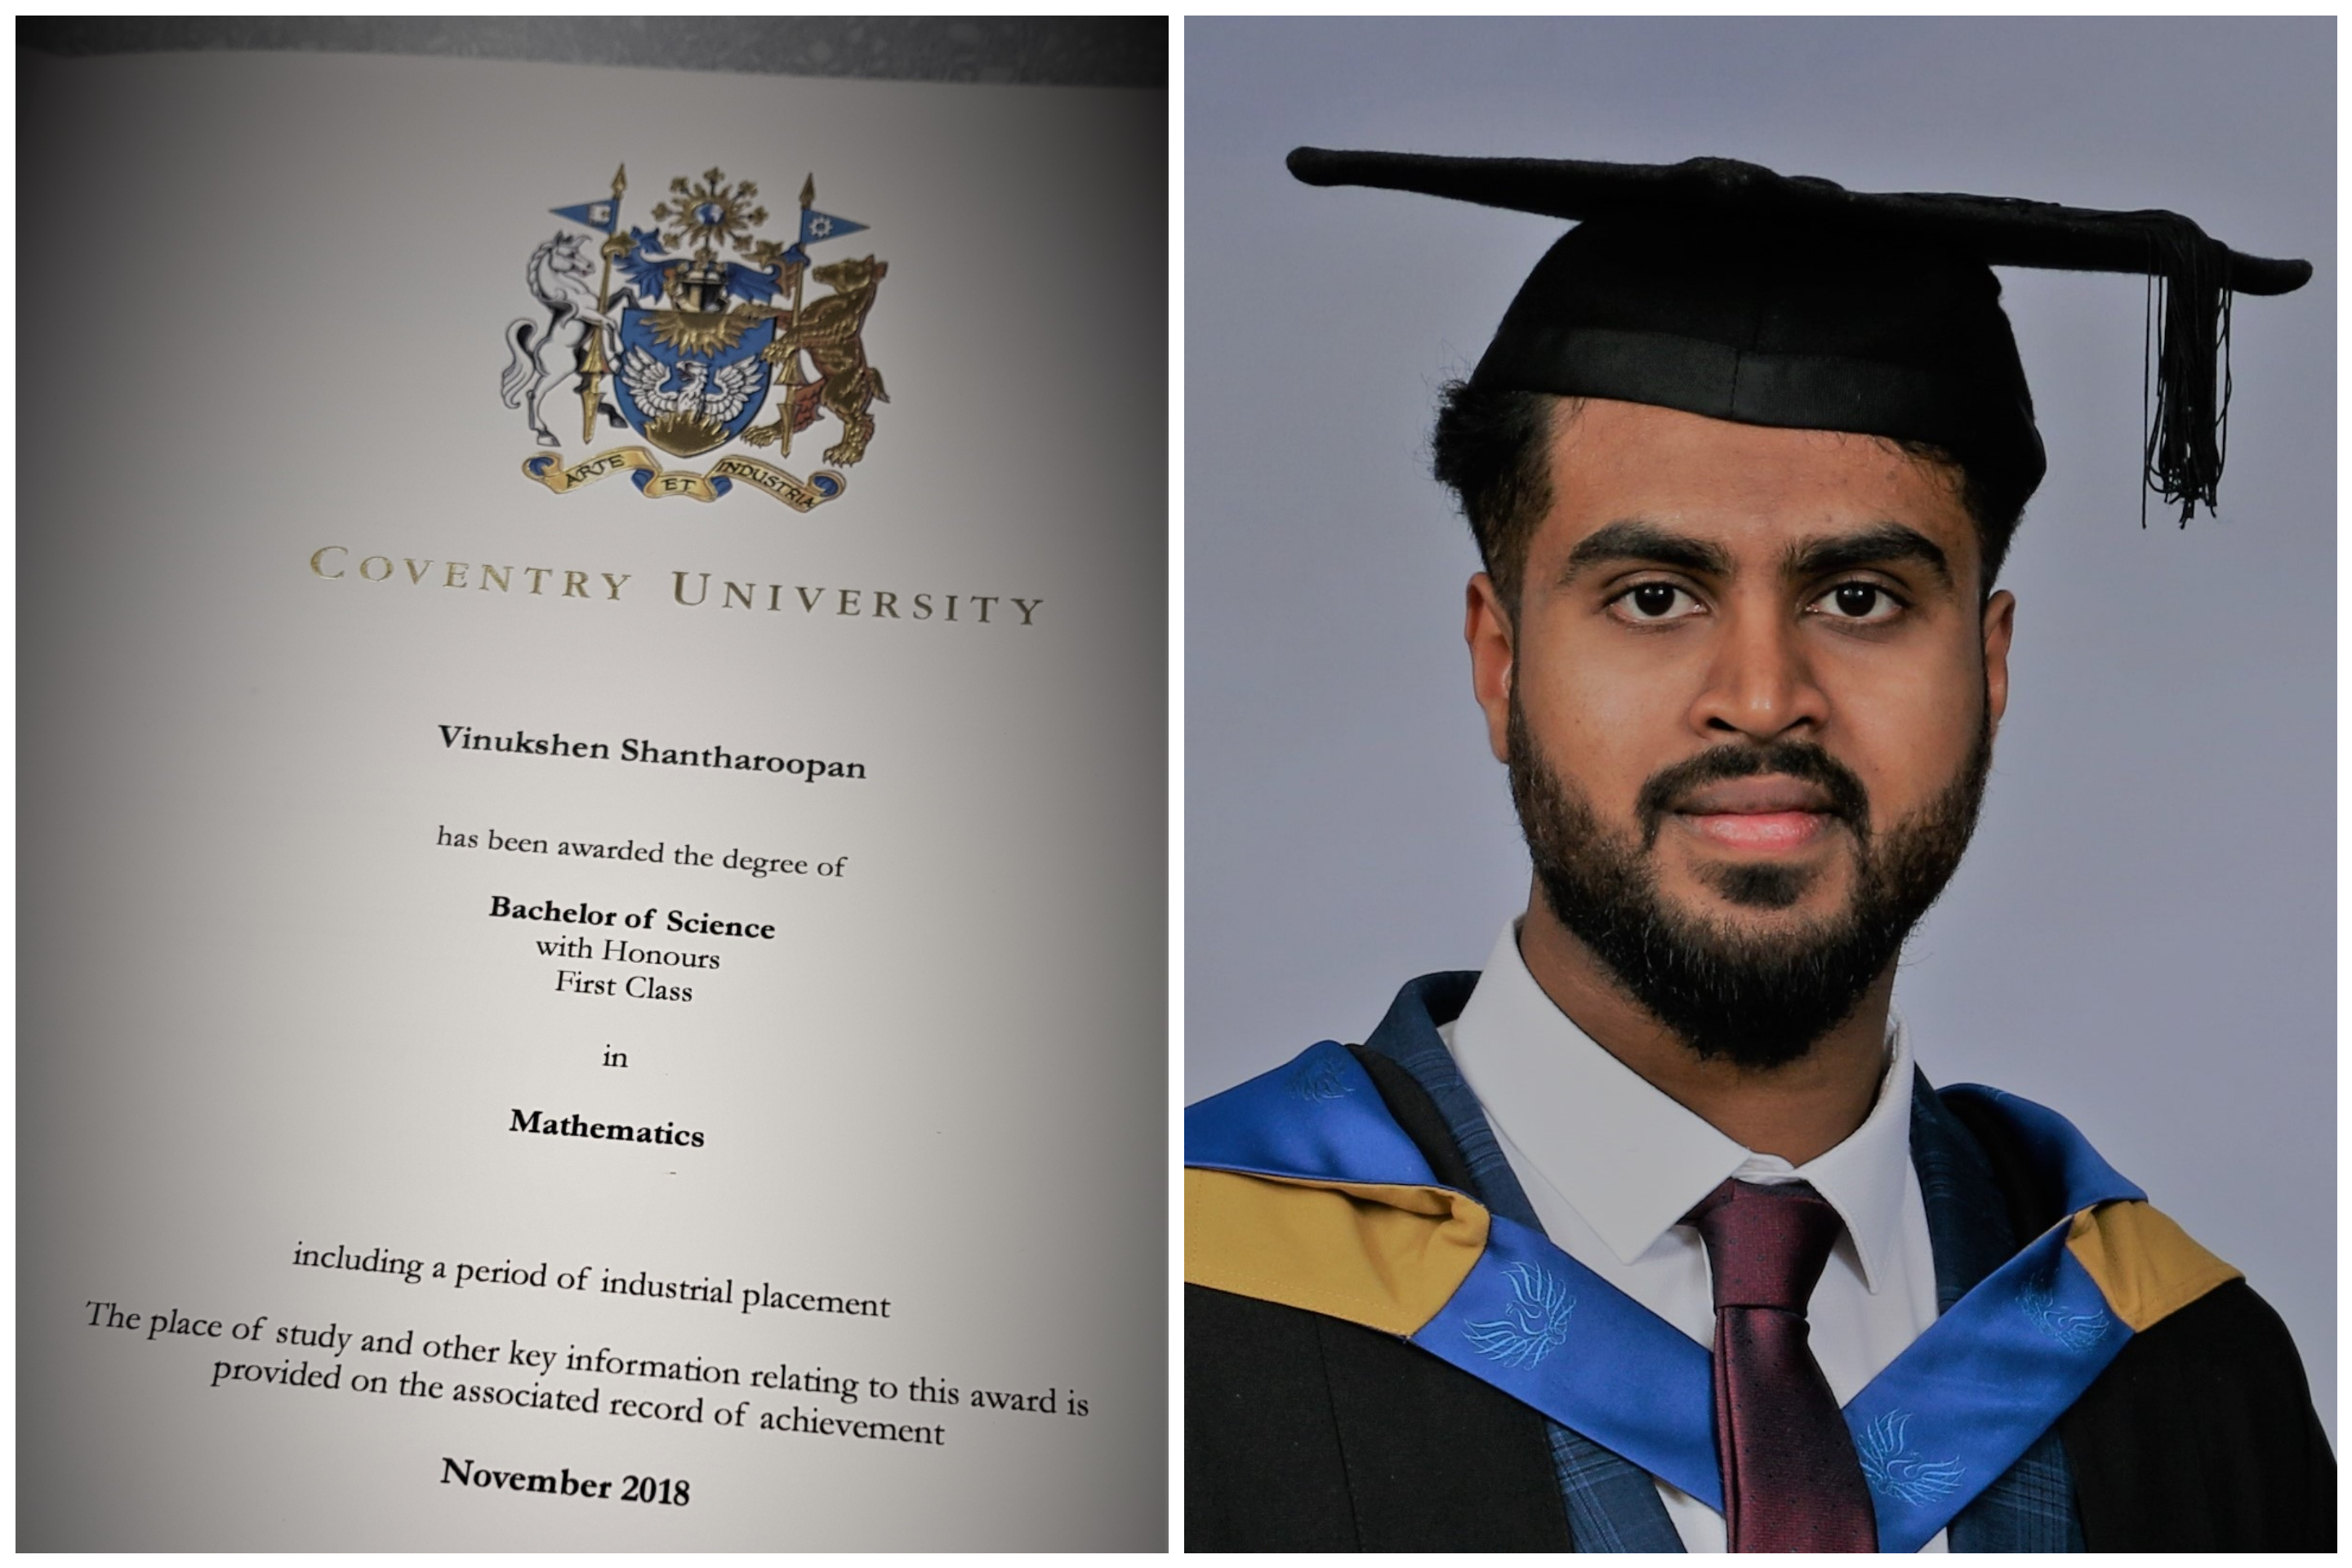 ARTE ET INDUSTRIA
COVENTRY UNIVERSITY
Vinukshen Shantharoopan
has been awarded the degree of
Bachelor of Science
with Honours
First Class
in
Mathematics
including a period of industrial placement
The place of study and other key information relating to this award is
provided on the associated record of achievement
November 2018